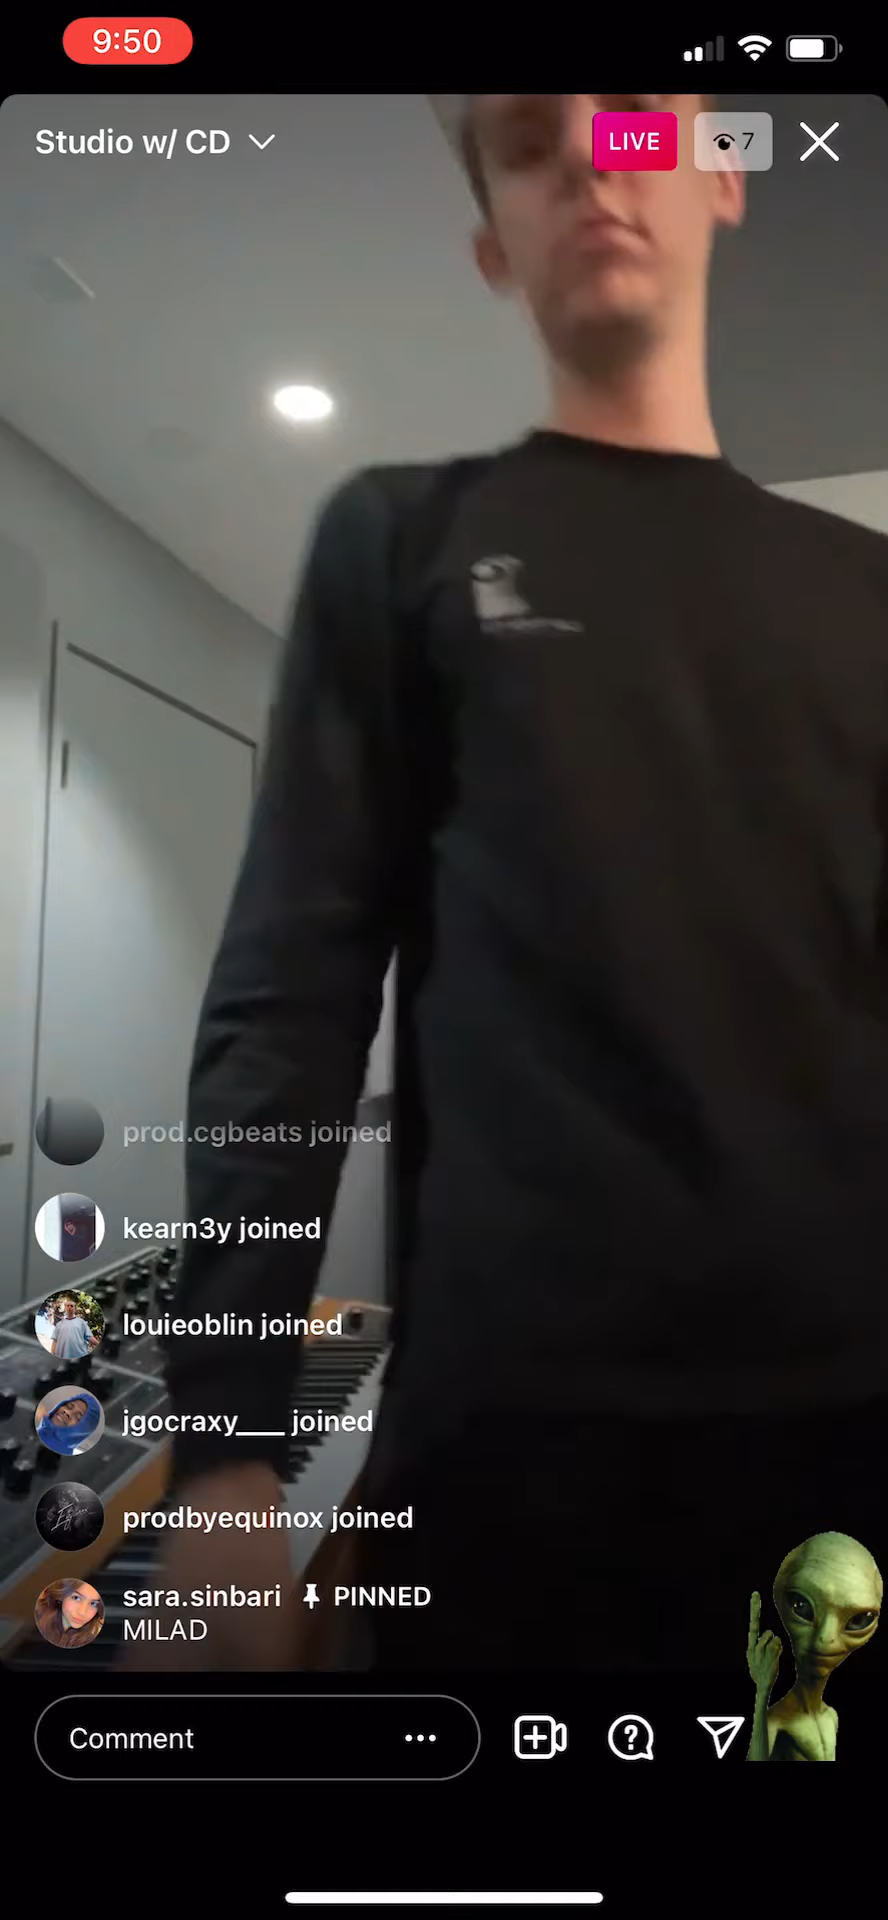 9:50
Studio w/ CD
LIVE
7
prod.cgbeats joined
kearn3y joined
louieoblin joined
jgocraxy___ joined
prodbyequinox joined
sara.sinbari PINNED
MILAD
Comment